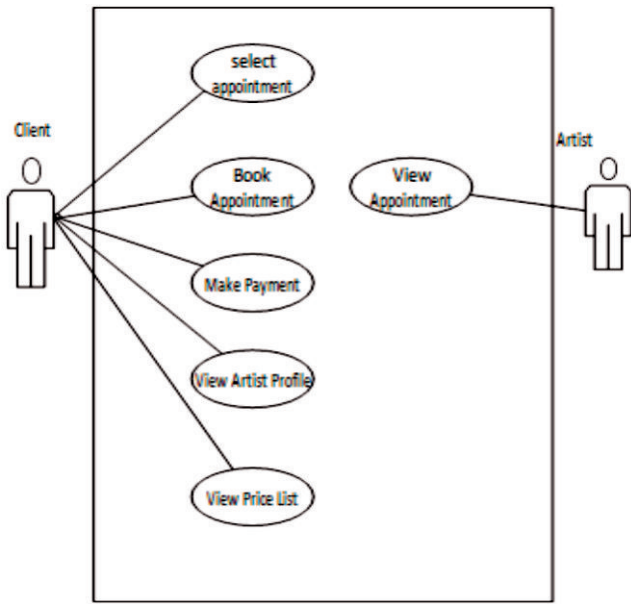 select
appointment
Client
Artist
Book
Appointment
View
Appointment
Make Payment
View Artist Profile
View Price List